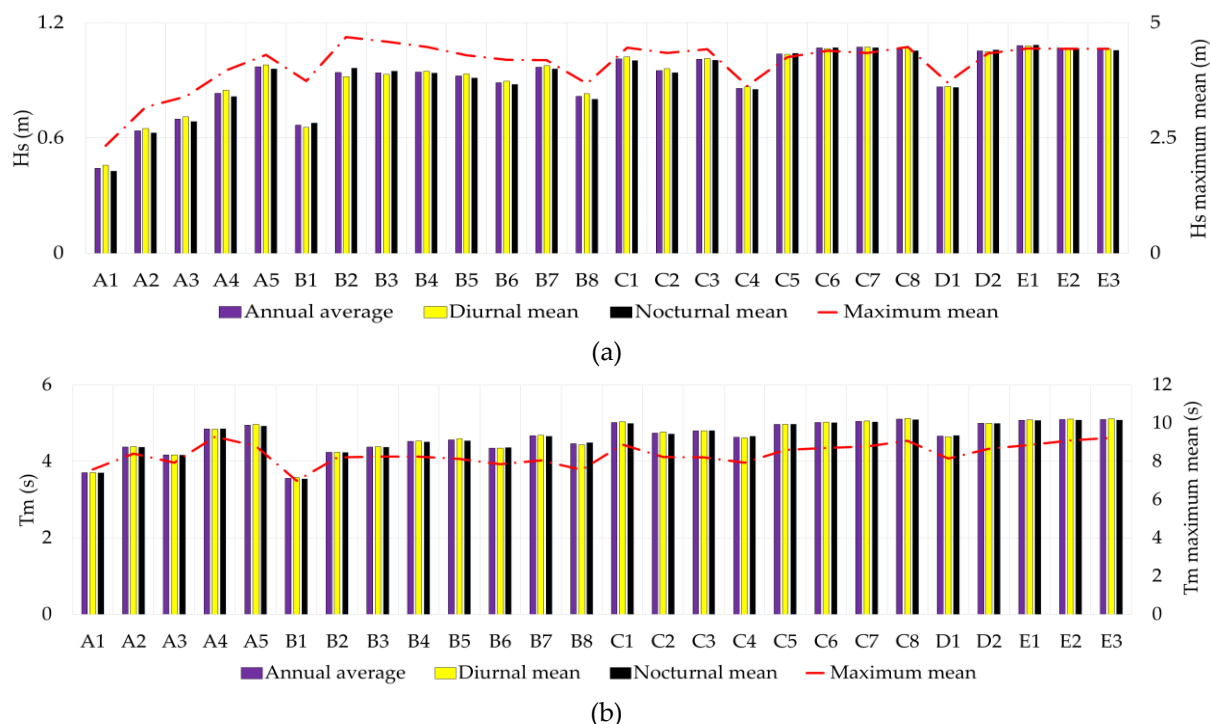 1.2
0.6
0
Hs (m)
5
2.5
0
Hs maximum mean (m)
A1 A2 A3 A4 A5 B1 B2 B3 B4 B5 B6 B7 B8 C1 C2 C3 C4 C5 C6 C7 C8 D1 D2 E1 E2 E3
Annual average Diurnal mean Nocturnal mean Maximum mean
(a)
6
4
2
0
Tm (s)
12
10
8
6
4
2
0
Tm maximum mean (s)
A1 A2 A3 A4 A5 B1 B2 B3 B4 B5 B6 B7 B8 C1 C2 C3 C4 C5 C6 C7 C8 D1 D2 E1 E2 E3
Annual average Diurnal mean Nocturnal mean Maximum mean
(b)